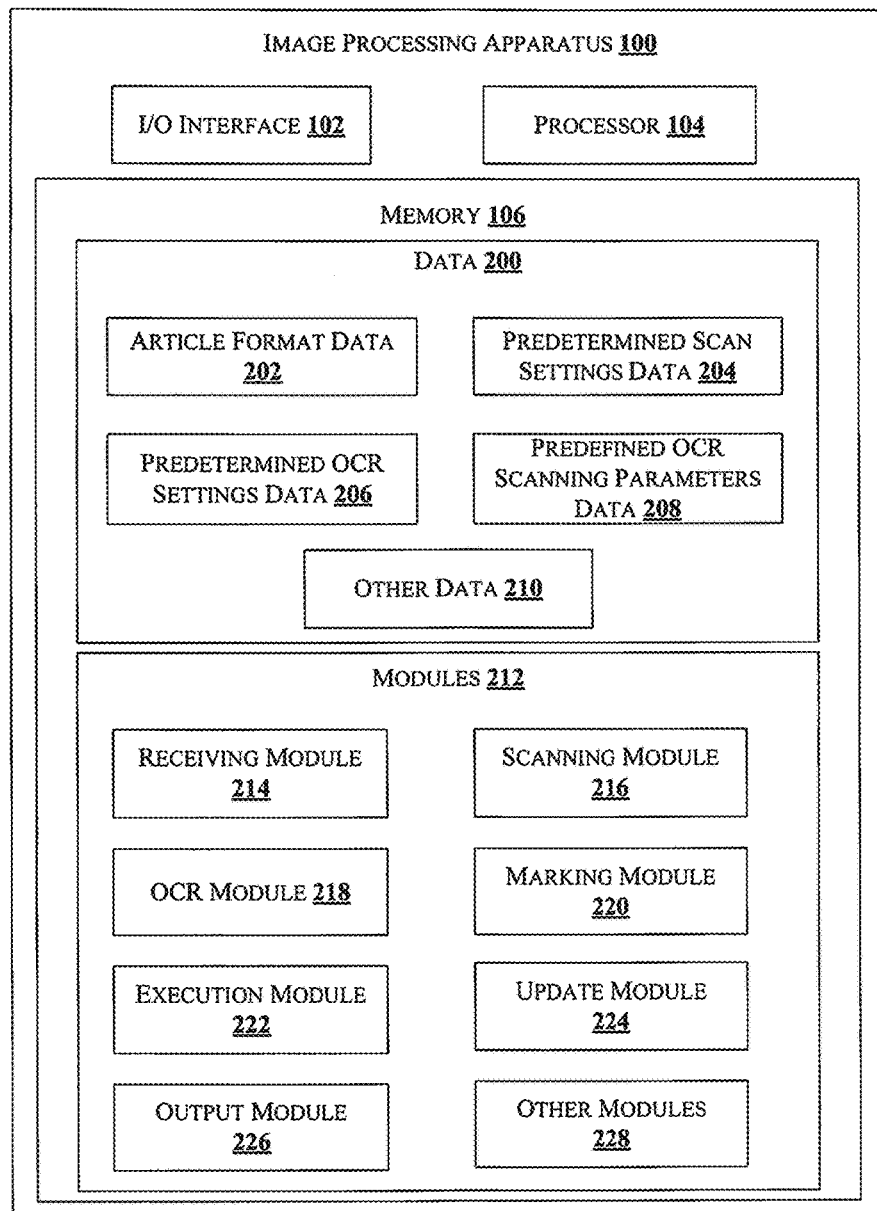 IMAGE PROCESSING APPARATUS 100
I/O INTERFACE 102
PROCESSOR 104
MEMORY 106
DATA 200
ARTICLE FORMAT DATA
202
PREDETERMINED SCAN
SETTINGS DATA 204
PREDETERMINED OCR
SETTINGS DATA 206
PREDEFINED OCR
SCANNING PARAMETERS
DATA 208
OTHER DATA 210
MODULES 212
RECEIVING MODULE
214
SCANNING MODULE
216
OCR MODULE 218
MARKING MODULE
220
EXECUTION MODULE
222
UPDATE MODULE
224
OUTPUT MODULE
226
OTHER MODULES
228